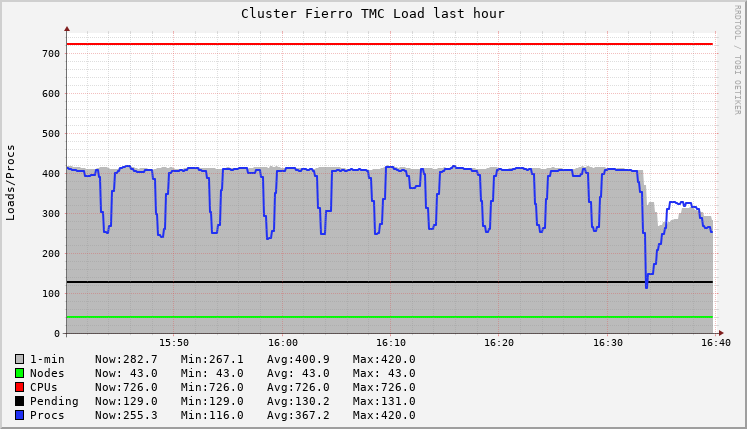 Cluster Fierro TMC Load last hour
RRDTOOL / TOBI OETIKER
Loads/Procs
700
600
500
400
300
200
100
0
15:50 16:00 16:10 16:20 16:30 16:40
1-min Now:282.7 Min:267.1 Avg:400.9 Max:420.0
Nodes Now: 43.0 Min: 43.0 Avg: 43.0 Max: 43.0
CPUs Now:726.0 Min:726.0 Avg:726.0 Max:726.0
Pending Now:129.0 Min:129.0 Avg:130.2 Max:131.0
Procs Now:255.3 Min:116.0 Avg:367.2 Max:420.0